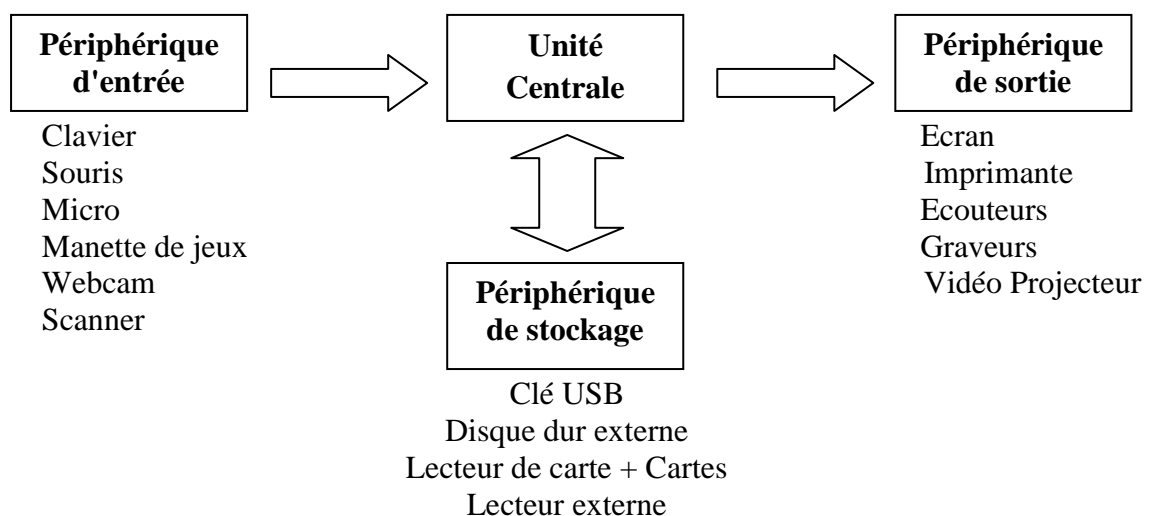 Périphérique
d'entrée
Clavier
Souris
Micro
Manette de jeux
Webcam
Scanner
Unité
Centrale
Périphérique
de sortie
Ecran
Imprimante
Ecouteurs
Graveurs
Vidéo Projecteur
Périphérique
de stockage
Clé USB
Disque dur externe
Lecteur de carte + Cartes
Lecteur externe